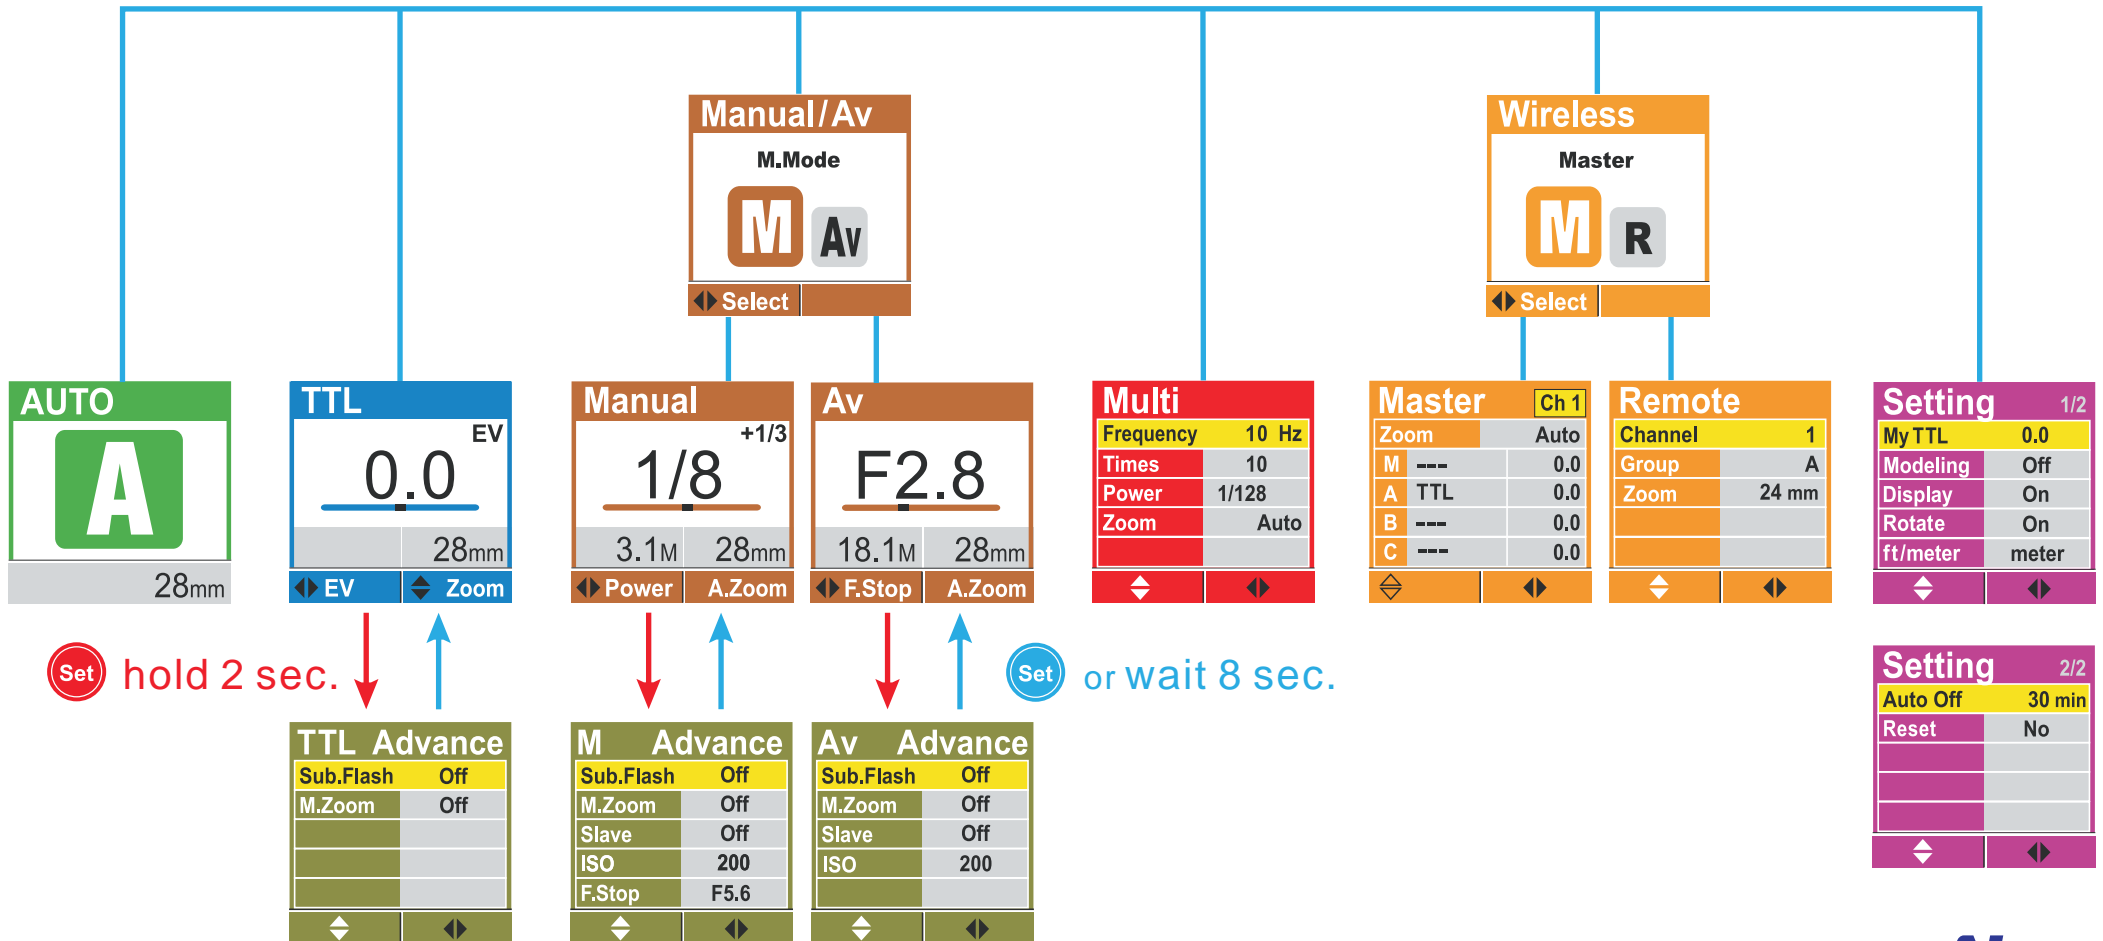 Manual/Av
M.Mode
M Av
Select
Wireless
Master
M R
Select
AUTO
A
28mm
TTL
EV
0.0
28mm
EV Zoom
Manual
+1/3
1/8
3.1M 28mm
Power A.Zoom
Av
F2.8
18.1M 28mm
F.Stop A.Zoom
Multi
Frequency 10 Hz
Times 10
Power 1/128
Zoom Auto
Master Ch 1
Zoom Auto
M --- 0.0
A TTL 0.0
B --- 0.0
C --- 0.0
Remote
Channel 1
Group A
Zoom 24 mm
Setting 1/2
My TTL 0.0
Modeling Off
Display On
Rotate On
ft/meter meter
Set hold 2 sec.
Set or wait 8 sec.
Setting 2/2
Auto Off 30 min
Reset No
TTL Advance
Sub.Flash Off
M.Zoom Off
M Advance
Sub.Flash Off
M.Zoom Off
Slave Off
ISO 200
F.Stop F5.6
Av Advance
Sub.Flash Off
M.Zoom Off
Slave Off
ISO 200